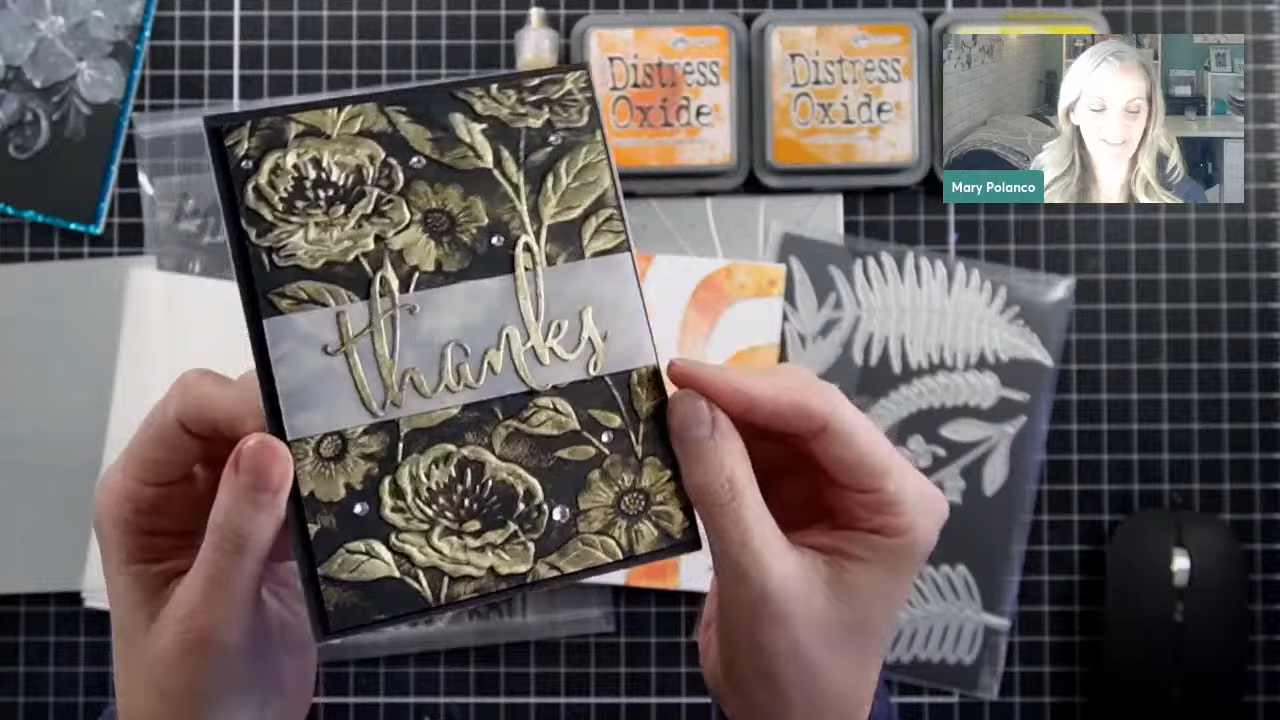 Distress
Oxide
Distress
Oxide
Mary Polanco
thanks